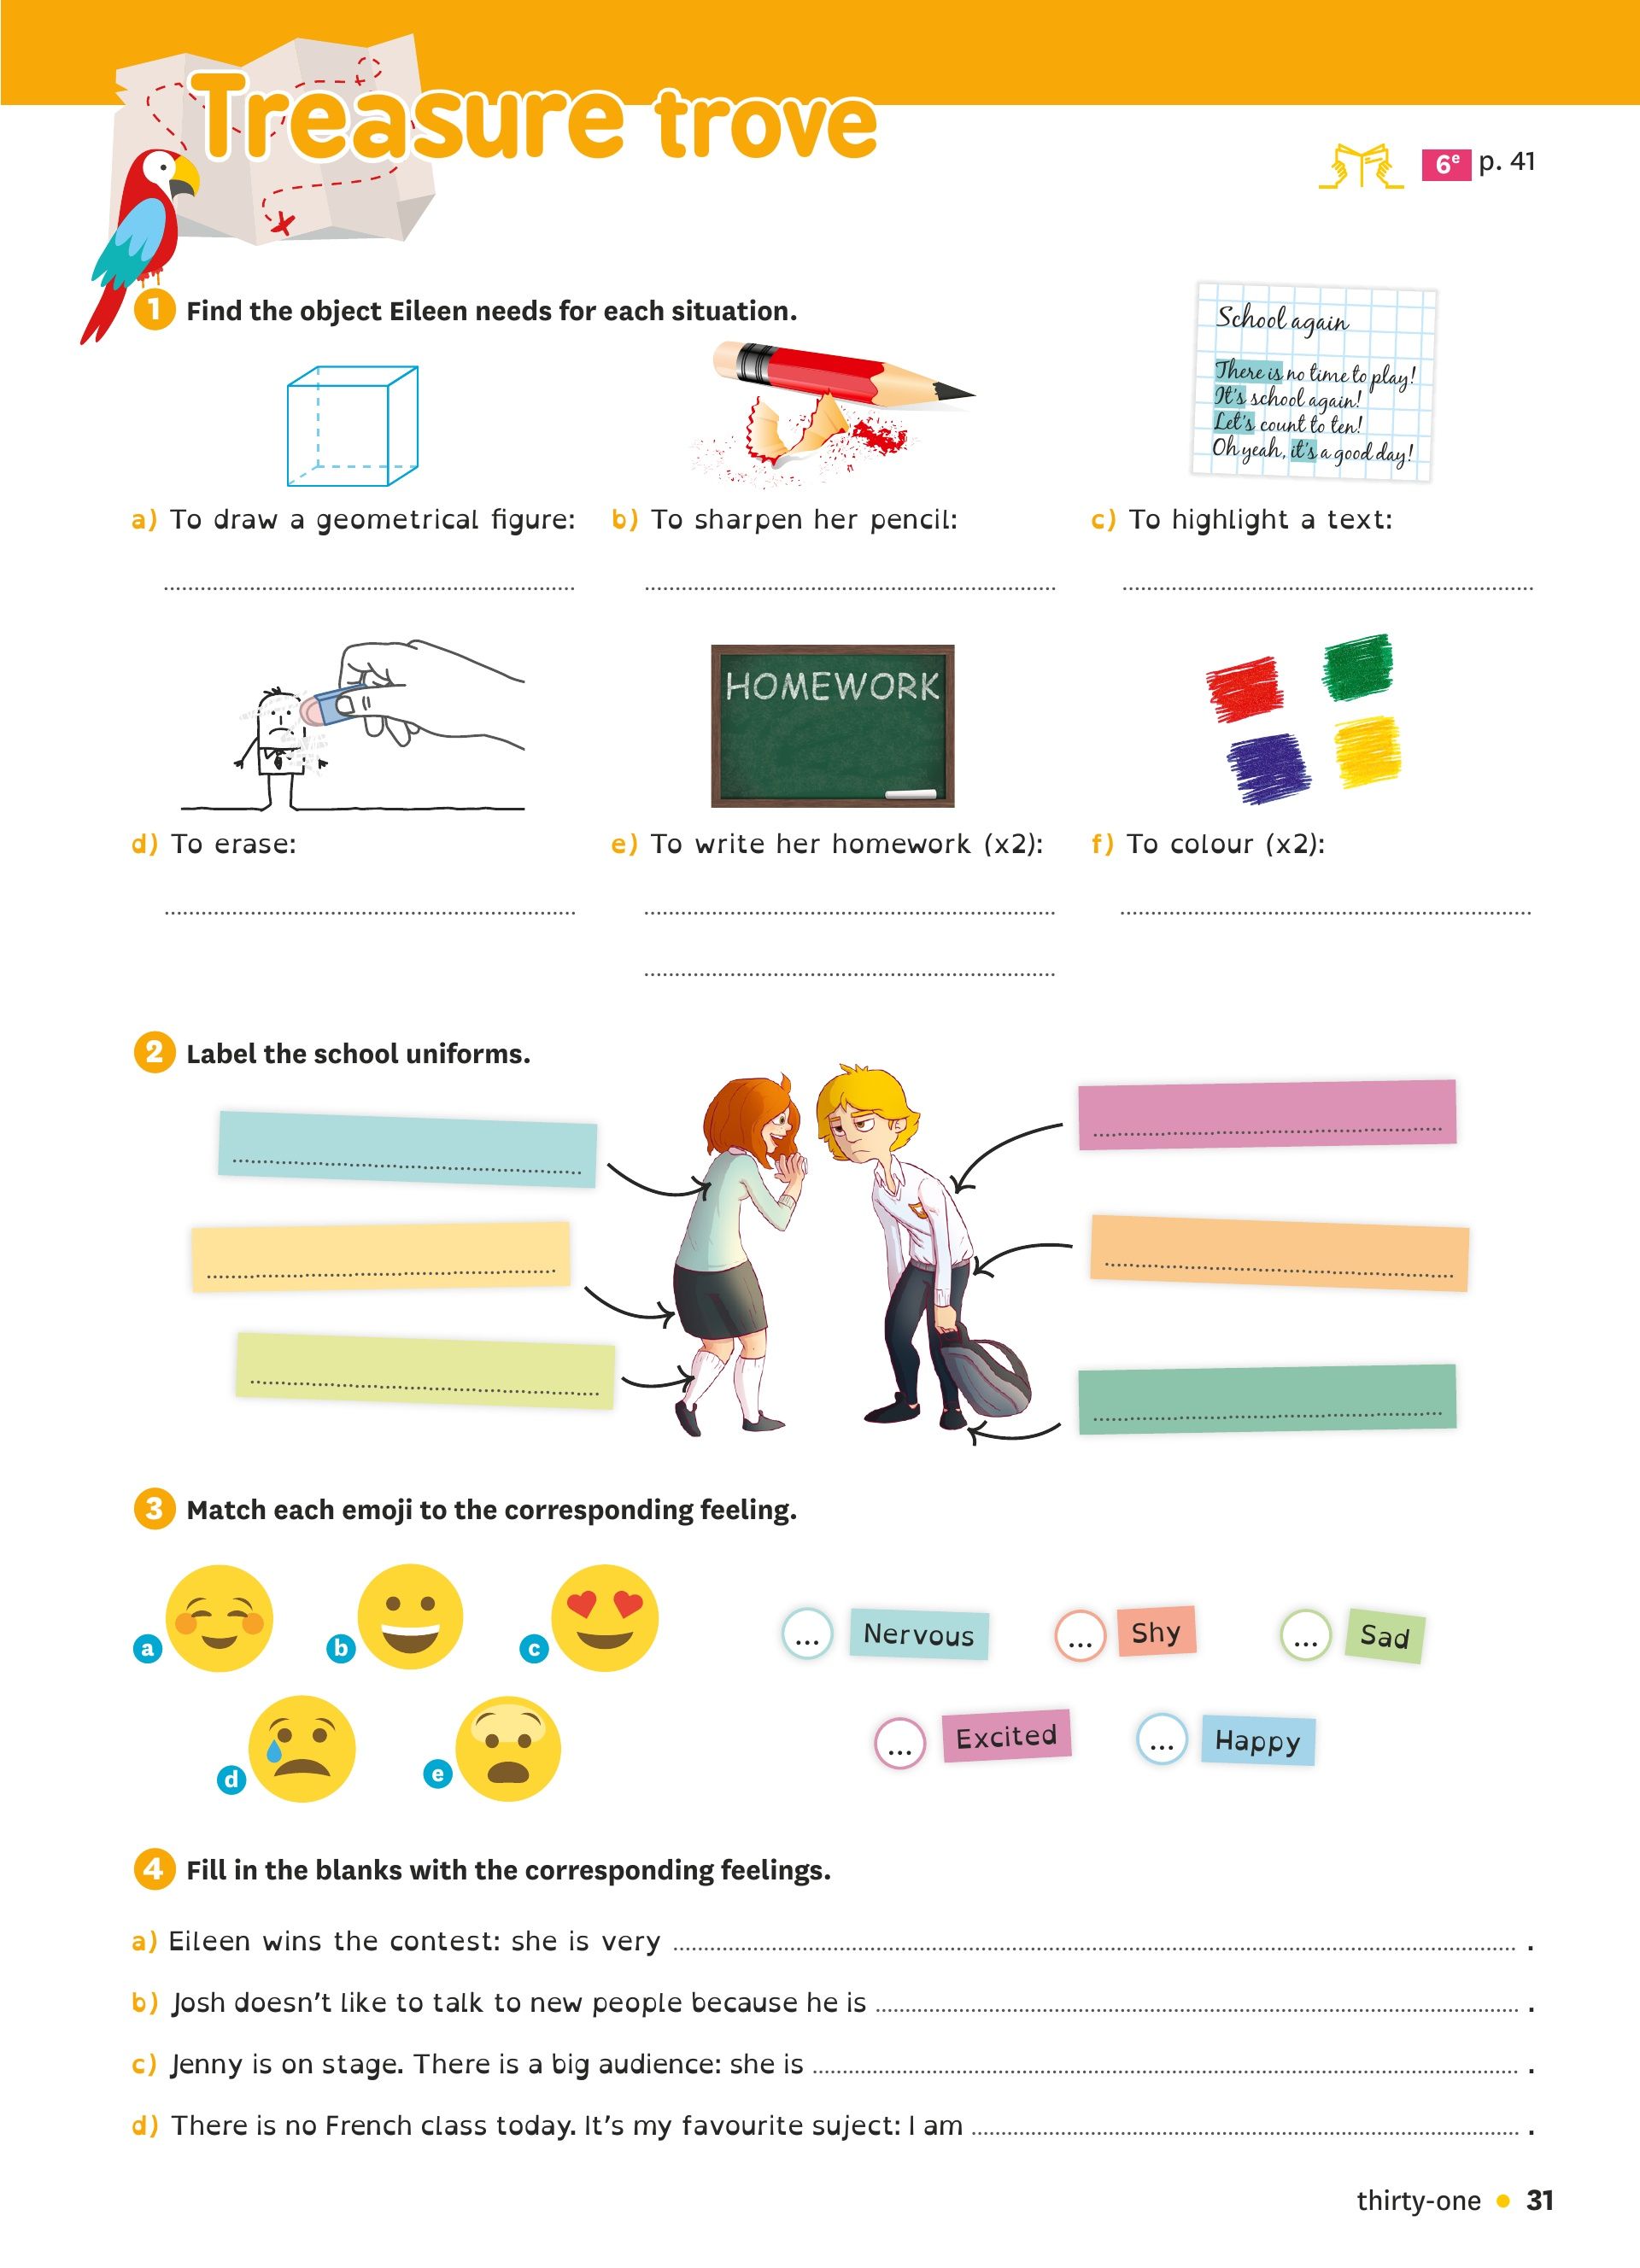 Treasure trove
6e p. 41
1 Find the object Eileen needs for each situation.
School again
There is no time to play!
It's school again!
Let's count to ten!
Oh yeah, it's a good day!
a) To draw a geometrical figure:
b) To sharpen her pencil:
c) To highlight a text:
HOMEWORK
d) To erase:
e) To write her homework (x2):
f) To colour (x2):
2 Label the school uniforms.
3 Match each emoji to the corresponding feeling.
a
b
c
d
e
... Nervous
... Shy
... Sad
... Excited
... Happy
4 Fill in the blanks with the corresponding feelings.
a) Eileen wins the contest: she is very .
b) Josh doesn't like to talk to new people because he is .
c) Jenny is on stage. There is a big audience: she is .
d) There is no French class today. It's my favourite suject: I am .
thirty-one • 31